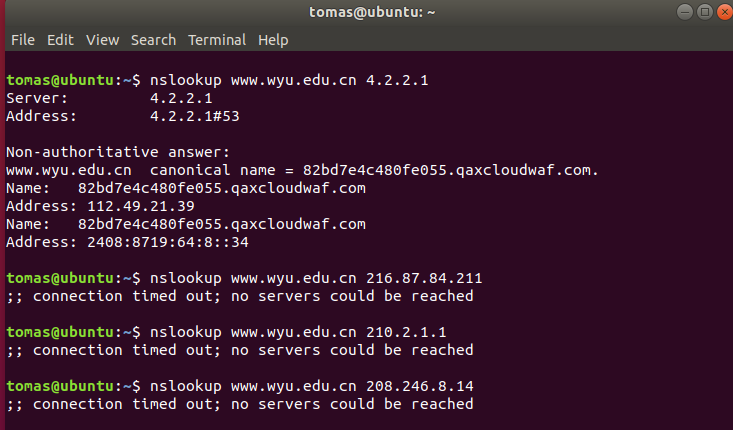 tomas@ubuntu: ~
File Edit View Search Terminal Help
tomas@ubuntu:~$ nslookup www.wyu.edu.cn 4.2.2.1
Server:         4.2.2.1
Address:        4.2.2.1#53
Non-authoritative answer:
www.wyu.edu.cn  canonical name = 82bd7e4c480fe055.qaxcloudwaf.com.
Name:   82bd7e4c480fe055.qaxcloudwaf.com
Address: 112.49.21.39
Name:   82bd7e4c480fe055.qaxcloudwaf.com
Address: 2408:8719:64:8::34
tomas@ubuntu:~$ nslookup www.wyu.edu.cn 216.87.84.211
;; connection timed out; no servers could be reached
tomas@ubuntu:~$ nslookup www.wyu.edu.cn 210.2.1.1
;; connection timed out; no servers could be reached
tomas@ubuntu:~$ nslookup www.wyu.edu.cn 208.246.8.14
;; connection timed out; no servers could be reached